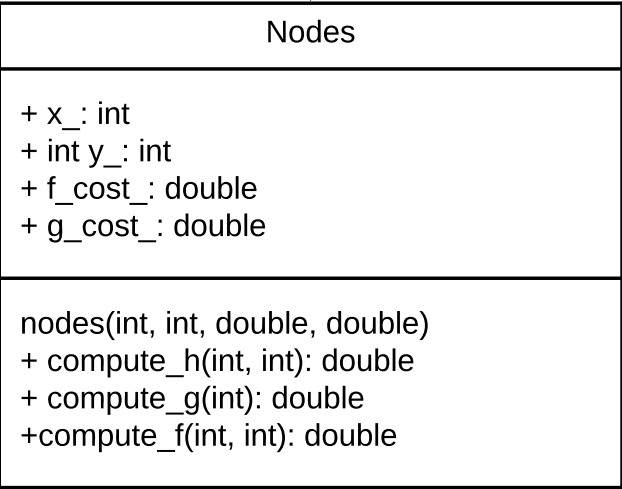 Nodes
+ x_: int
+ int y_: int
+ f_cost_: double
+ g_cost_: double
nodes(int, int, double, double)
+ compute_h(int, int): double
+ compute_g(int): double
+compute_f(int, int): double